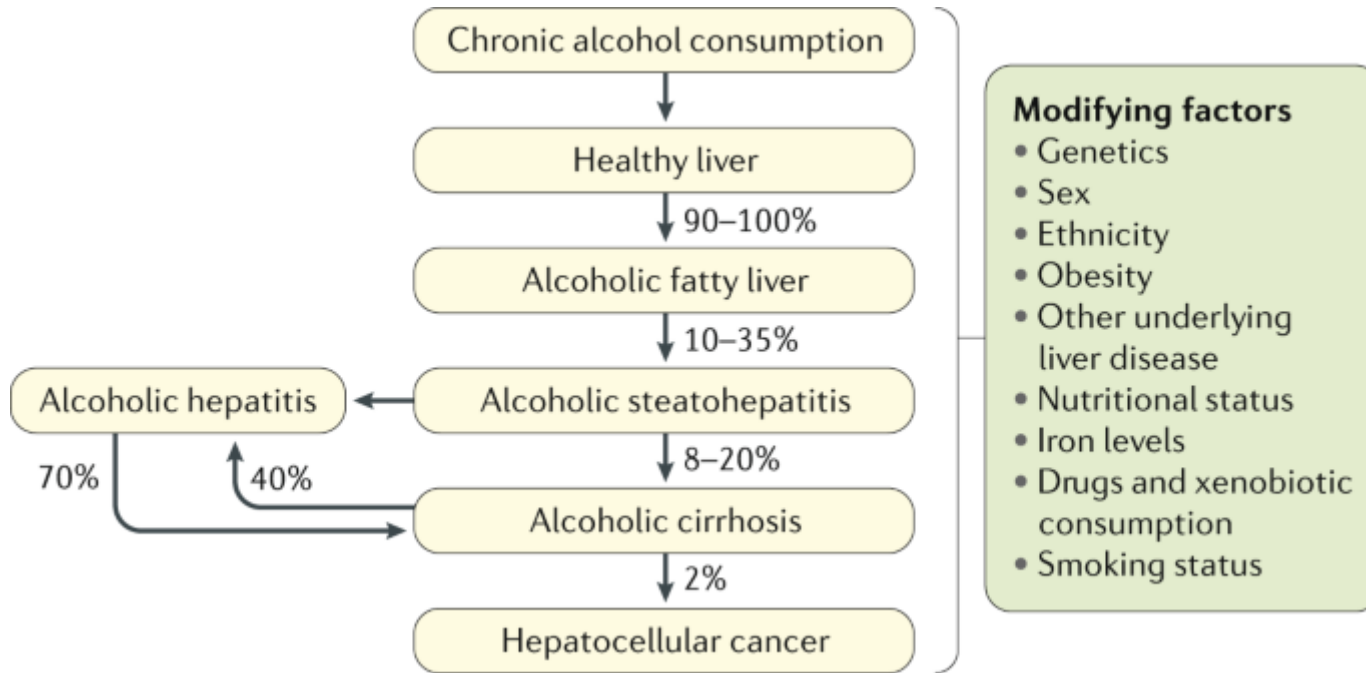 Chronic alcohol consumption
Healthy liver
90–100%
Alcoholic fatty liver
10–35%
Alcoholic hepatitis
Alcoholic steatohepatitis
70%
40%
8–20%
Alcoholic cirrhosis
2%
Hepatocellular cancer
Modifying factors
• Genetics
• Sex
• Ethnicity
• Obesity
• Other underlying
liver disease
• Nutritional status
• Iron levels
• Drugs and xenobiotic
consumption
• Smoking status